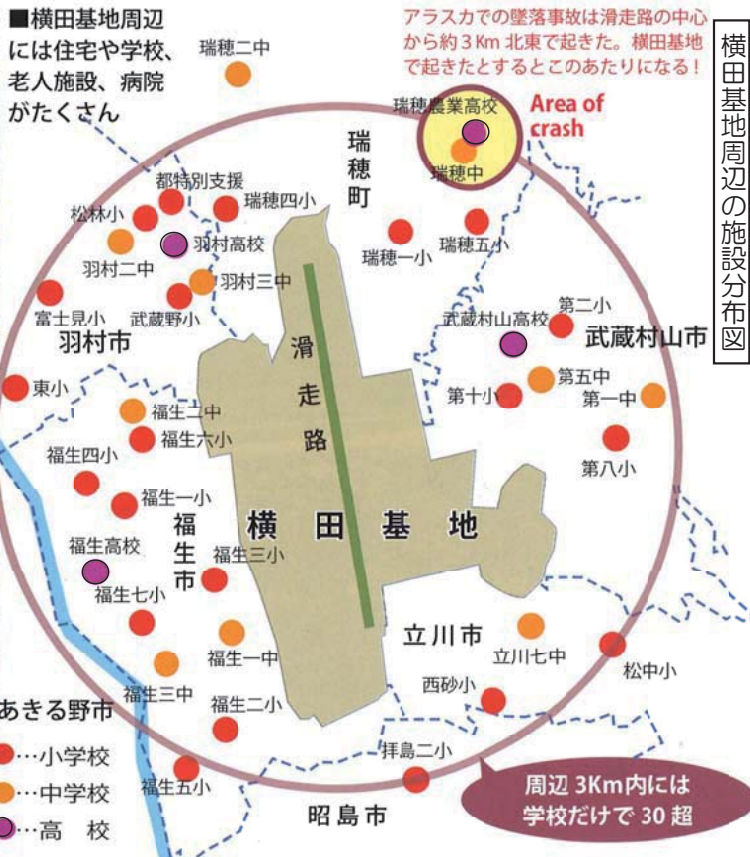 ■横田基地周辺
には住宅や学校、
老人施設、病院
がたくさん
アラスカでの墜落事故は滑走路の中心
から約3Km 北東で起きた。横田基地
で起きたとするとこのあたりになる！
横田基地周辺の施設分布図
瑞穂二中
瑞穂農業高校
Area of
crash
瑞穂中
瑞穂町
都特別支援
松林小
瑞穂四小
羽村高校
羽村二中
羽村三中
富士見小
武蔵野小
羽村市
瑞穂一小
瑞穂五小
武蔵村山高校
第二小
武蔵村山市
第五中
第十小
第一中
第八小
滑走路
東小
福生二中
福生六小
福生四小
福生一小
福生市
横田基地
福生高校
福生三小
福生七小
福生一中
福生三中
福生二小
福生五小
立川市
立川七中
松中小
西砂小
拝島二小
昭島市
あきる野市
…小学校
…中学校
…高　校
周辺 3Km内には
学校だけで 30 超